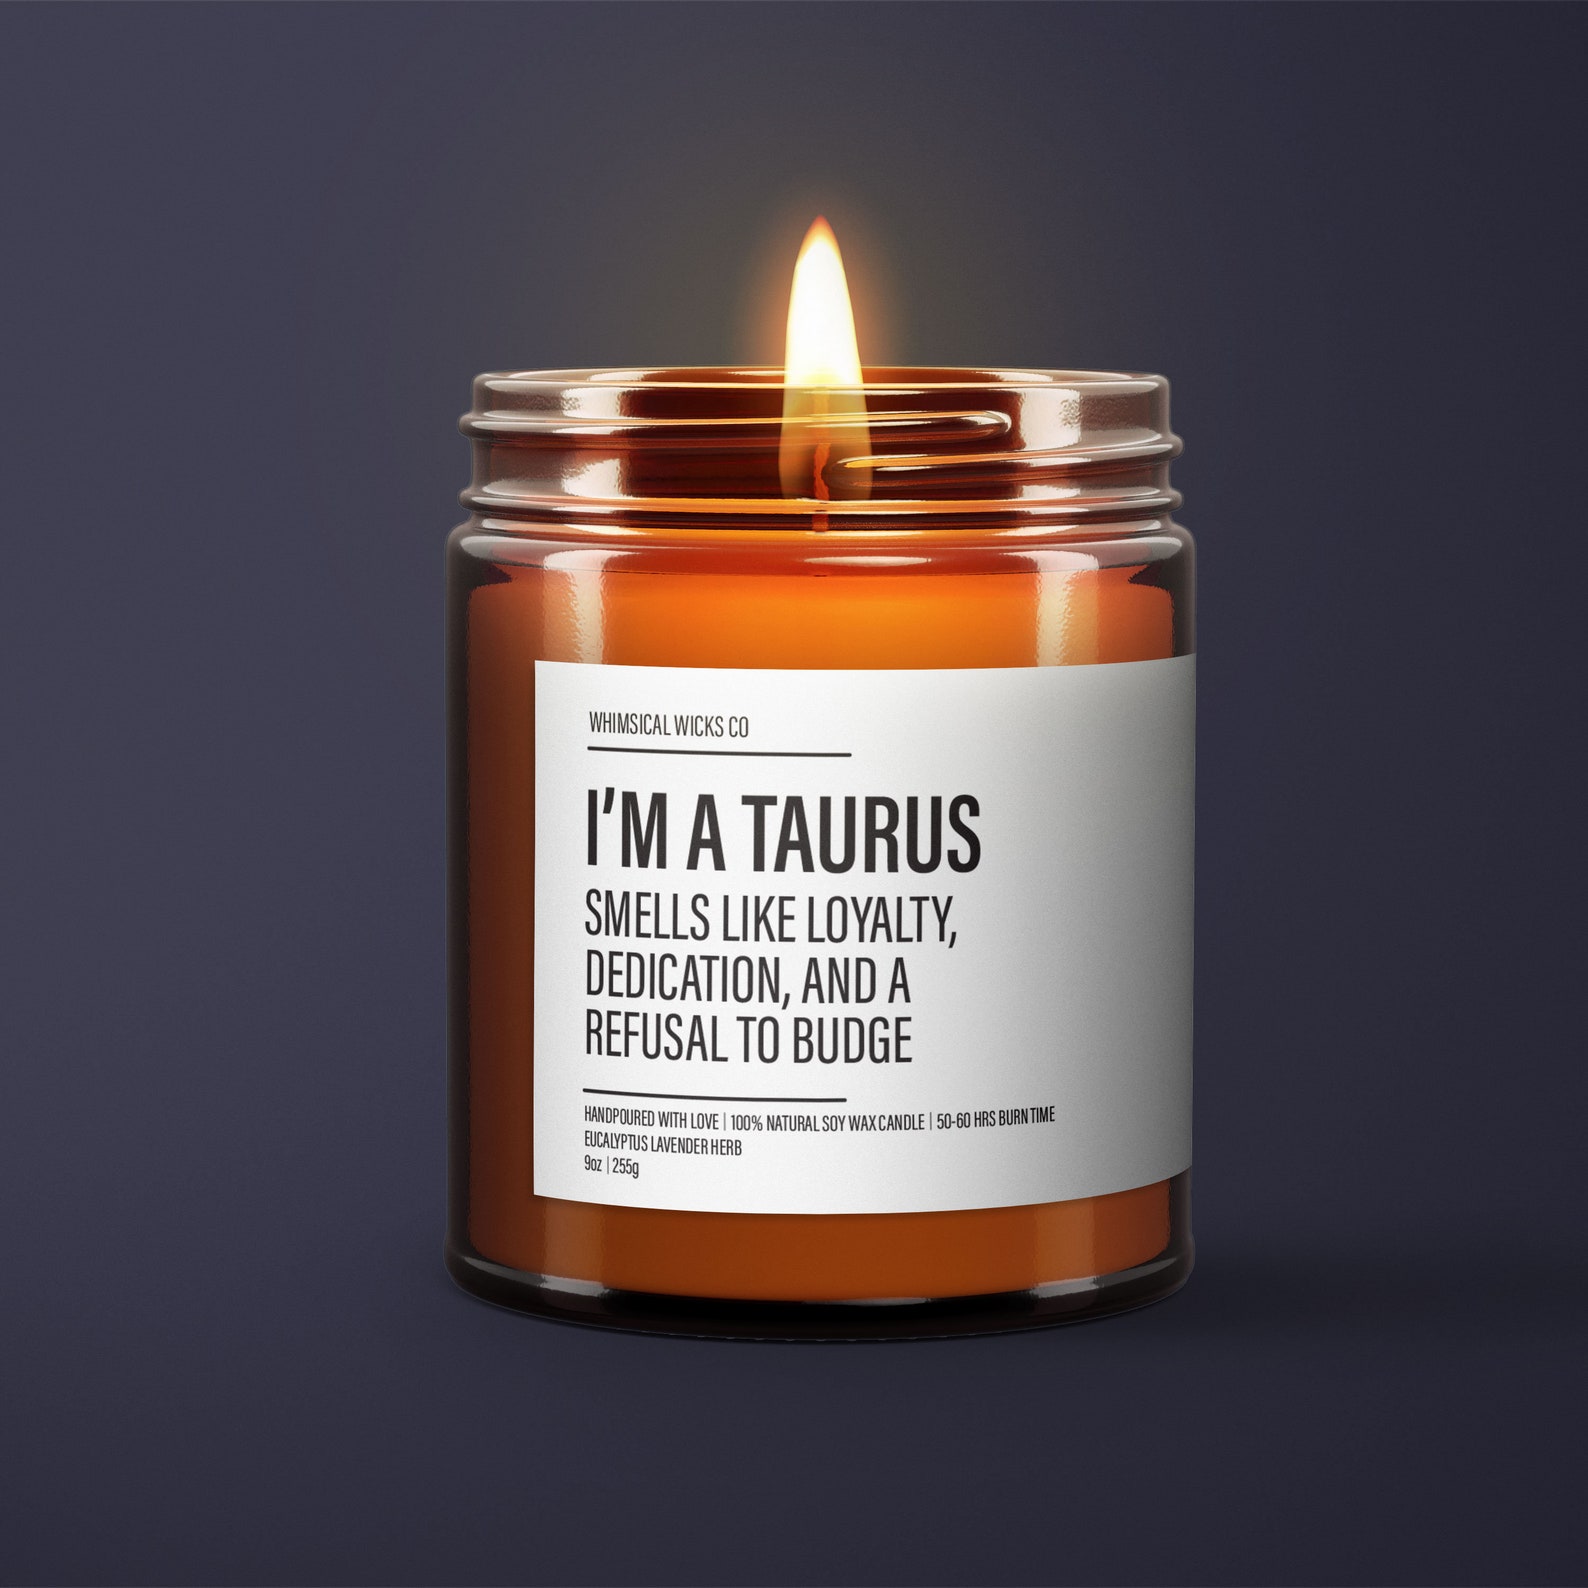 WHIMSICAL WICKS CO
I’M A TAURUS
SMELLS LIKE LOYALTY,
DEDICATION, AND A
REFUSAL TO BUDGE
HANDPOURED WITH LOVE | 100% NATURAL SOY WAX CANDLE | 50-60 HRS BURN TIME
EUCALYPTUS LAVENDER HERB
9oz | 255g